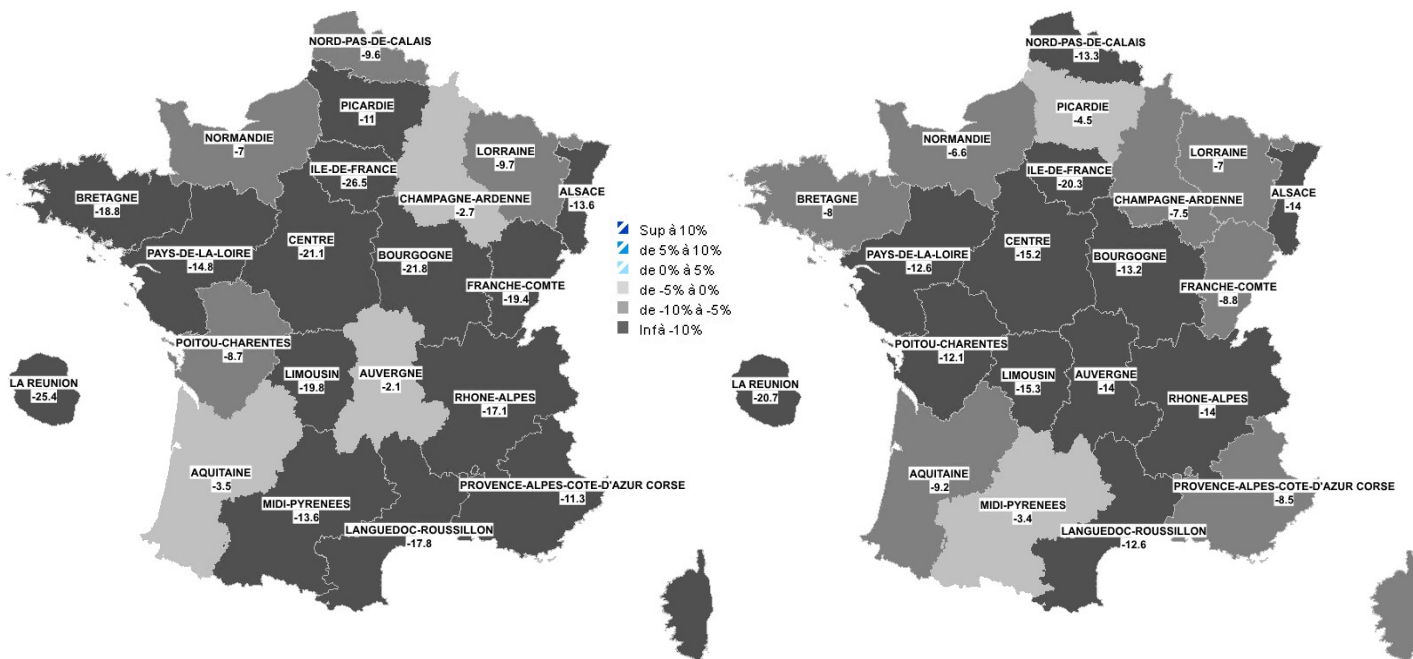 NORD-PAS-DE-CALAIS
-9.6
PICARDIE
-11
NORMANDIE
-7
LORRAINE
-9.7
ILE-DE-FRANCE
-26.5
ALSACE
-13.6
BRETAGNE
-18.8
CHAMPAGNE-ARDENNE
-2.7
CENTRE
-21.1
PAYS-DE-LA-LOIRE
-14.8
BOURGOGNE
-21.8
FRANCHE-COMTE
-19.4
POITOU-CHARENTES
-8.7
LIMOUSIN
-19.8
AUVERGNE
-2.1
LA REUNION
-25.4
RHONE-ALPES
-17.1
AQUITAINE
-3.5
PROVENCE-ALPES-COTE-D'AZUR CORSE
-11.3
MIDI-PYRENEES
-13.6
LANGUEDOC-ROUSSILLON
-17.8
Sup à 10%
de 5% à 10%
de 0% à 5%
de -5% à 0%
de -10% à -5%
Inf à -10%
NORD-PAS-DE-CALAIS
-13.3
PICARDIE
-4.5
NORMANDIE
-6.6
LORRAINE
-7
ILE-DE-FRANCE
-20.3
ALSACE
-14
BRETAGNE
-8
CHAMPAGNE-ARDENNE
-7.5
CENTRE
-15.2
PAYS-DE-LA-LOIRE
-12.6
BOURGOGNE
-13.2
FRANCHE-COMTE
-8.8
POITOU-CHARENTES
-12.1
LIMOUSIN
-15.3
AUVERGNE
-14
LA REUNION
-20.7
RHONE-ALPES
-14
AQUITAINE
-9.2
PROVENCE-ALPES-COTE-D'AZUR CORSE
-8.5
MIDI-PYRENEES
-3.4
LANGUEDOC-ROUSSILLON
-12.6